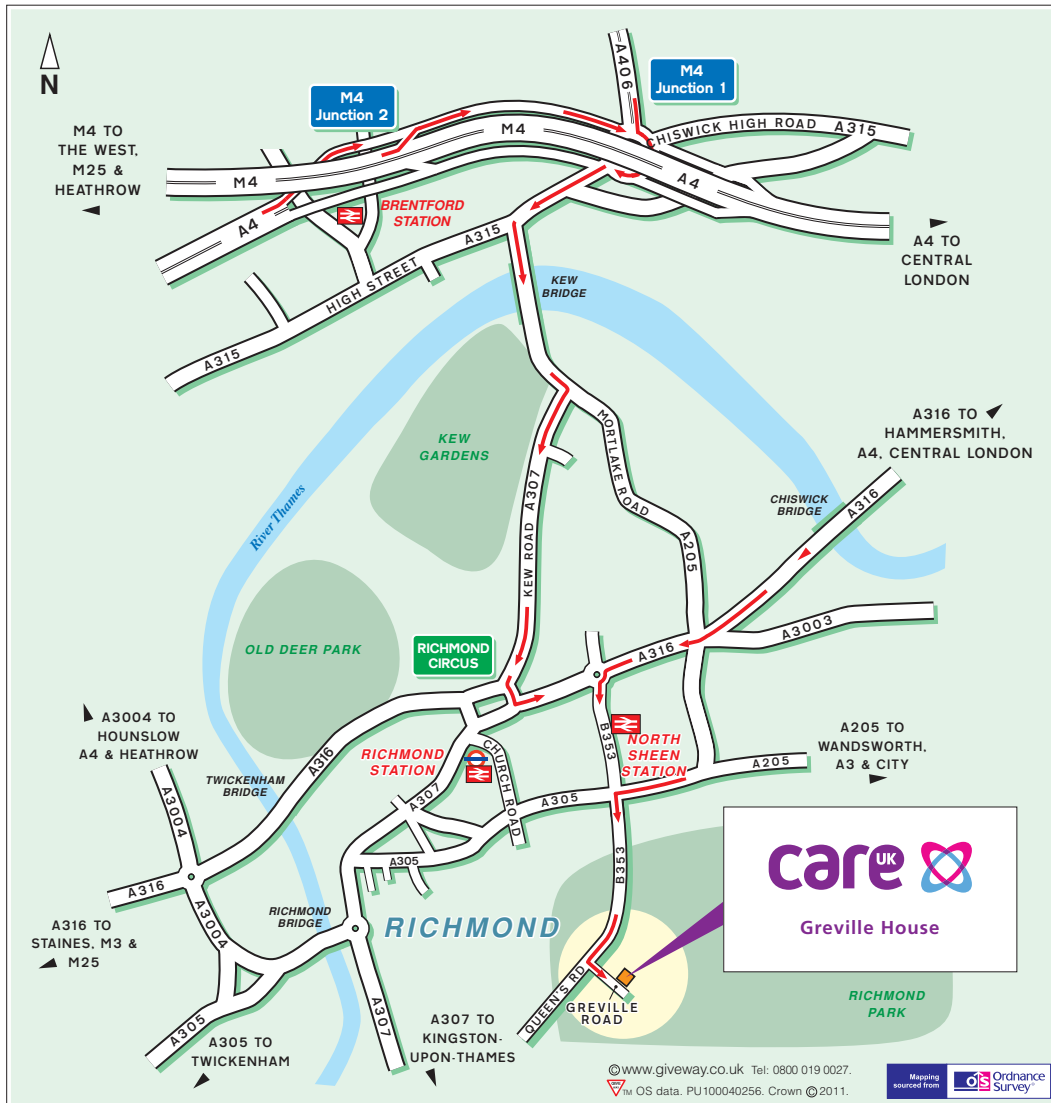 N
M4
Junction 2
A406
M4
Junction 1
M4 TO
THE WEST,
M25 &
HEATHROW
M4
M4
CHISWICK HIGH ROAD A315
A4
A4
BRENTFORD
STATION
A4 TO
CENTRAL
LONDON
A315
HIGH STREET
A315
KEW
BRIDGE
KEW
GARDENS
MORTLAKE ROAD
A205
KEW ROAD A307
River Thames
A316 TO
HAMMERSMITH,
A4, CENTRAL LONDON
CHISWICK
BRIDGE
A316
OLD DEER PARK
RICHMOND
CIRCUS
A316
A3003
A3004 TO
HOUNSLOW
A4 & HEATHROW
A316
RICHMOND
STATION
CHURCH ROAD
B353
NORTH
SHEEN
STATION
A205 TO
WANDSWORTH,
A3 & CITY
A205
TWICKENHAM
BRIDGE
A3004
A307
A305
A305
B353
A316
A3004
RICHMOND
BRIDGE
RICHMOND
care UK
Greville House
A316 TO
STAINES, M3 &
M25
QUEEN'S RD
GREVILLE
ROAD
RICHMOND
PARK
A305
A307
A305 TO
TWICKENHAM
A307 TO
KINGSTON-
UPON-THAMES
© www.giveway.co.uk Tel: 0800 019 0027.
GIVE WAY TM OS data. PU100040256. Crown © 2011.
Mapping
sourced from
OS Ordnance
Survey®